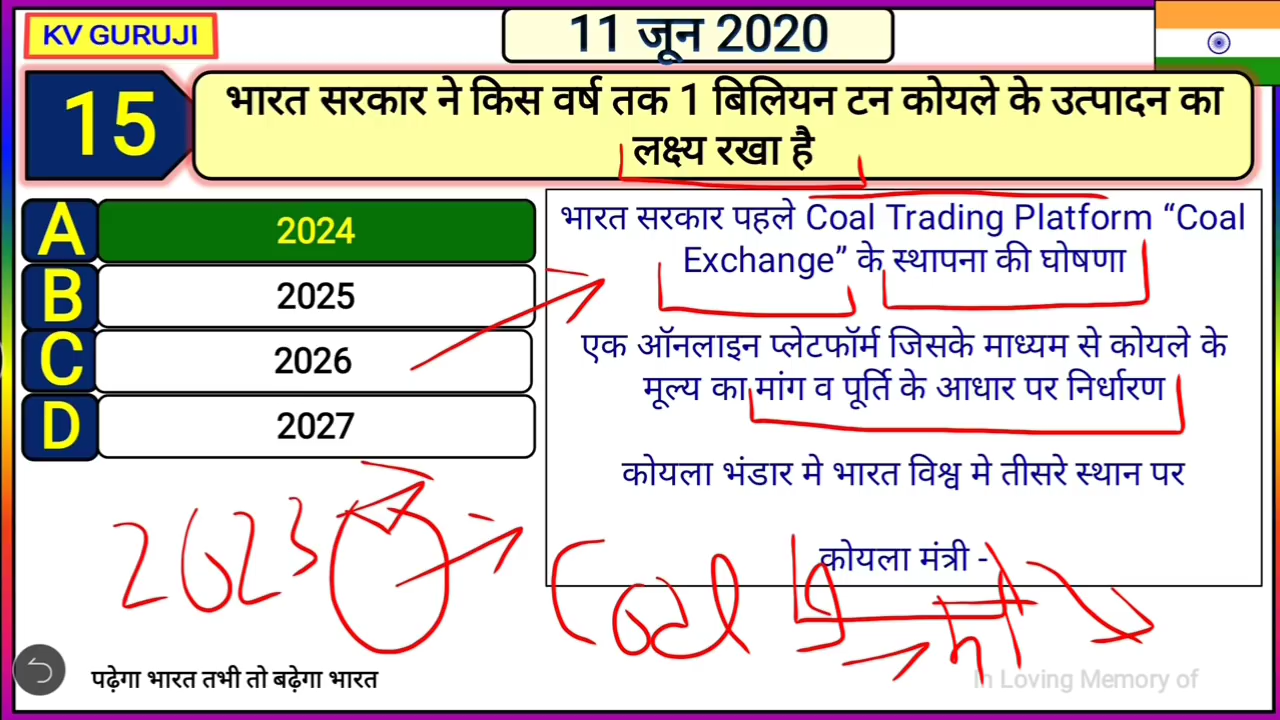 KV GURUJI
11 जून 2020
15
भारत सरकार ने किस वर्ष तक 1 बिलियन टन कोयले के उत्पादन का
लक्ष्य रखा है
A 2024
B 2025
C 2026
D 2027
भारत सरकार पहले Coal Trading Platform “Coal
Exchange” के स्थापना की घोषणा
एक ऑनलाइन प्लेटफॉर्म जिसके माध्यम से कोयले के
मूल्य का मांग व पूर्ति के आधार पर निर्धारण
कोयला भंडार मे भारत विश्व मे तीसरे स्थान पर
कोयला मंत्री -
2023
Coal
पढ़ेगा भारत तभी तो बढ़ेगा भारत
In Loving Memory of